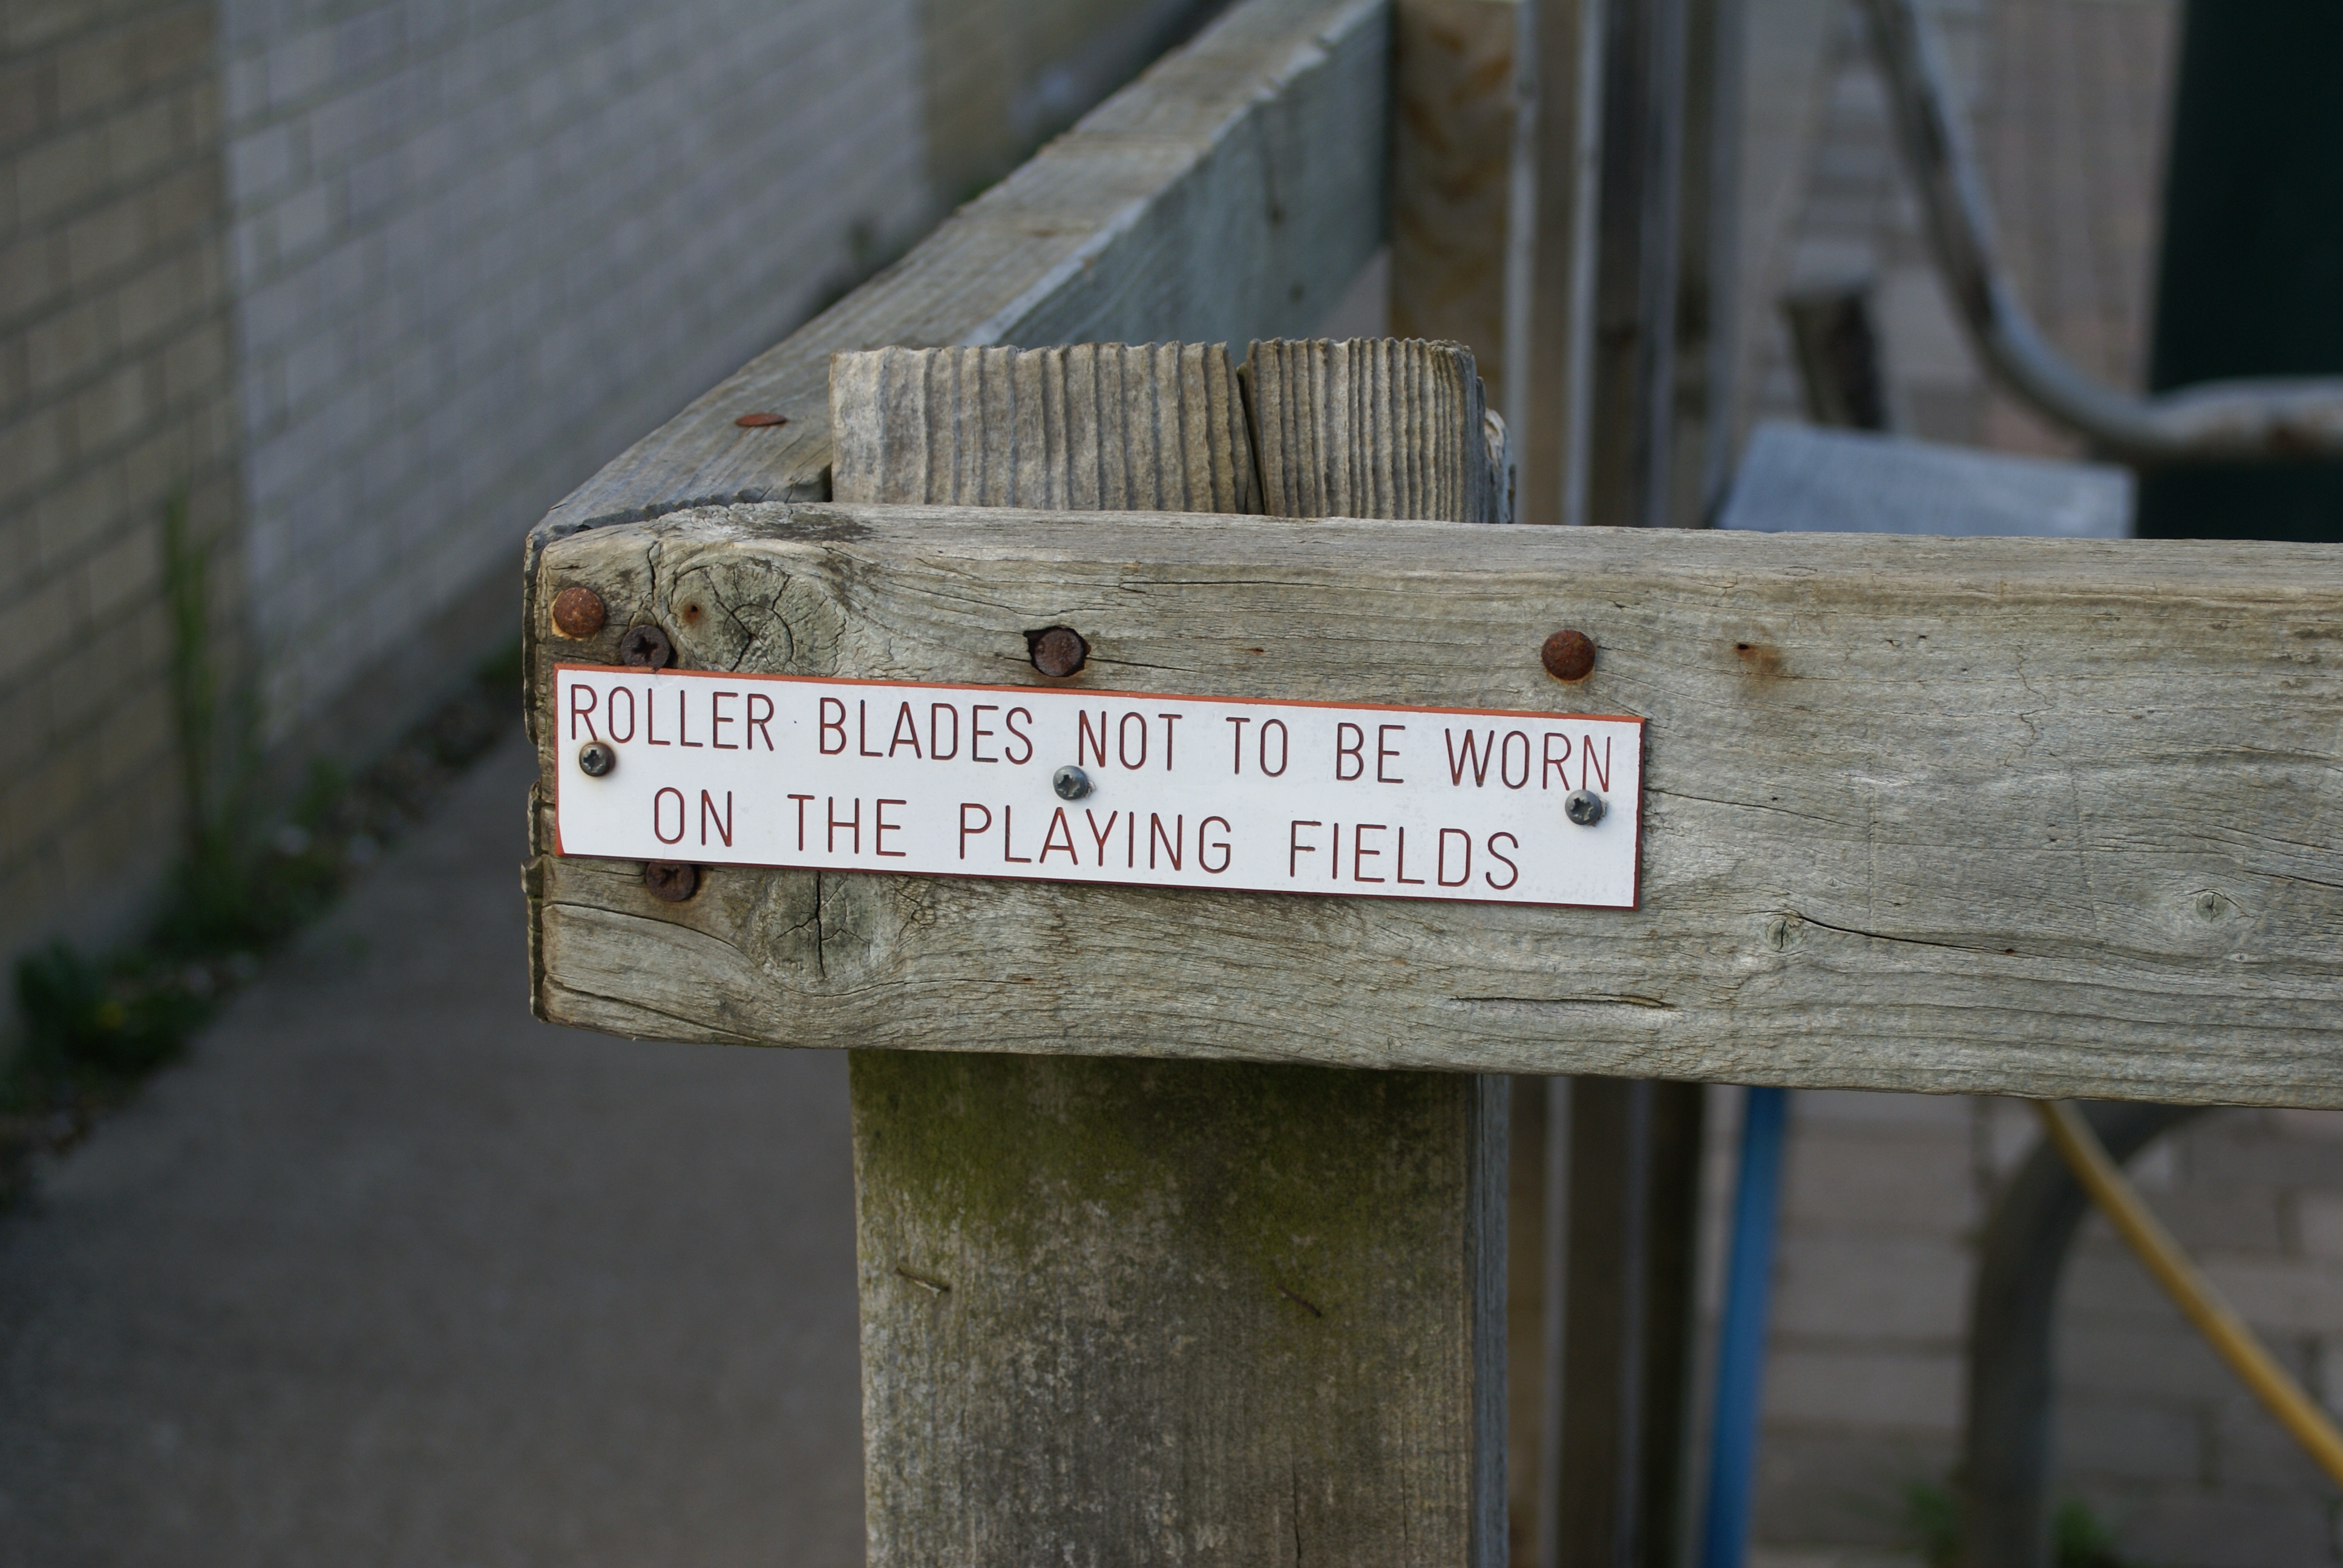 ROLLER BLADES NOT TO BE WORN
ON THE PLAYING FIELDS